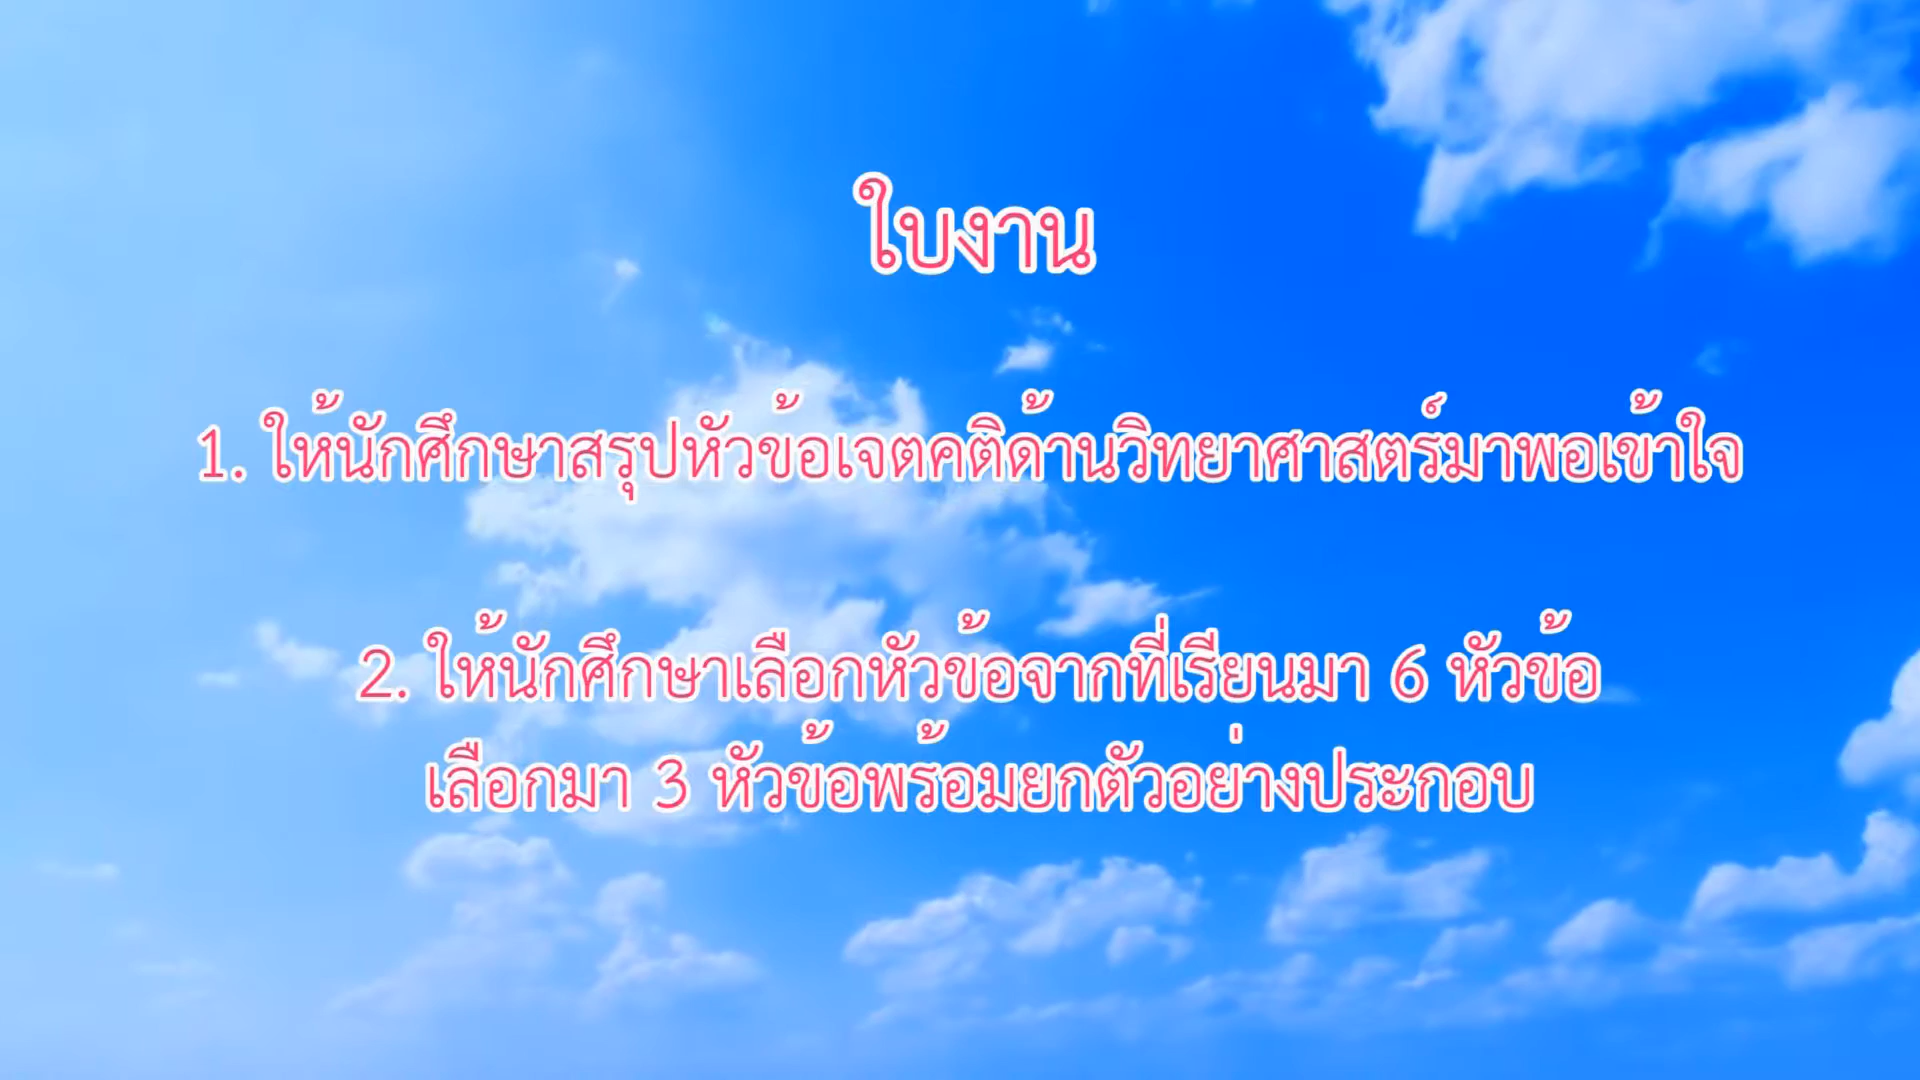 ใบงาน
1. ให้นักศึกษาสรุปหัวข้อเจตคติด้านวิทยาศาสตร์มาพอเข้าใจ
2. ให้นักศึกษาเลือกหัวข้อจากที่เรียนมา 6 หัวข้อ
เลือกมา 3 หัวข้อพร้อมยกตัวอย่างประกอบ